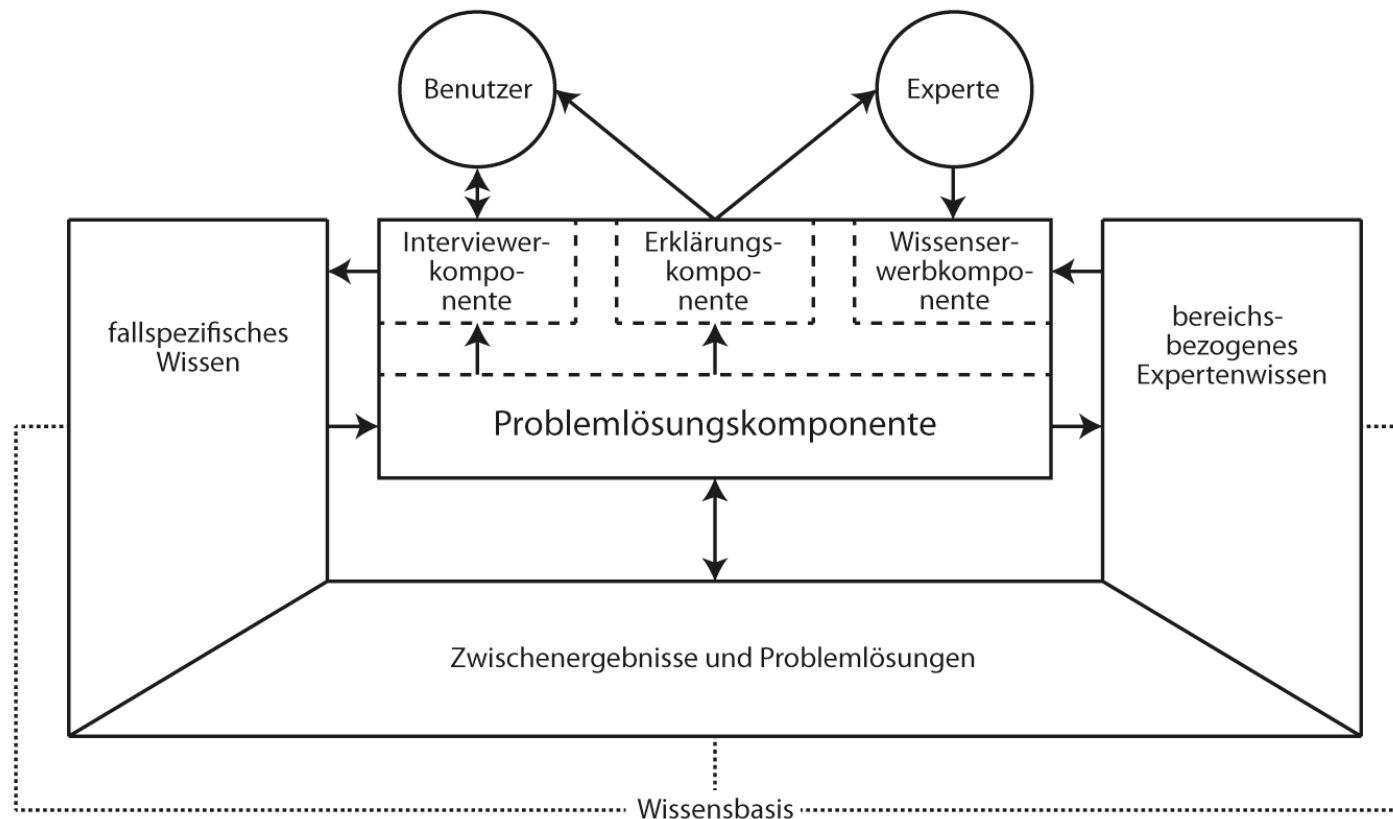 Benutzer
Experte
Interviewer-
kompo-
nente
Erklärungs-
kompo-
nente
Wissenser-
werbkompo-
nente
fallspezifisches
Wissen
bereichs-
bezogenes
Expertenwissen
Problemlösungskomponente
Zwischenergebnisse und Problemlösungen
Wissensbasis